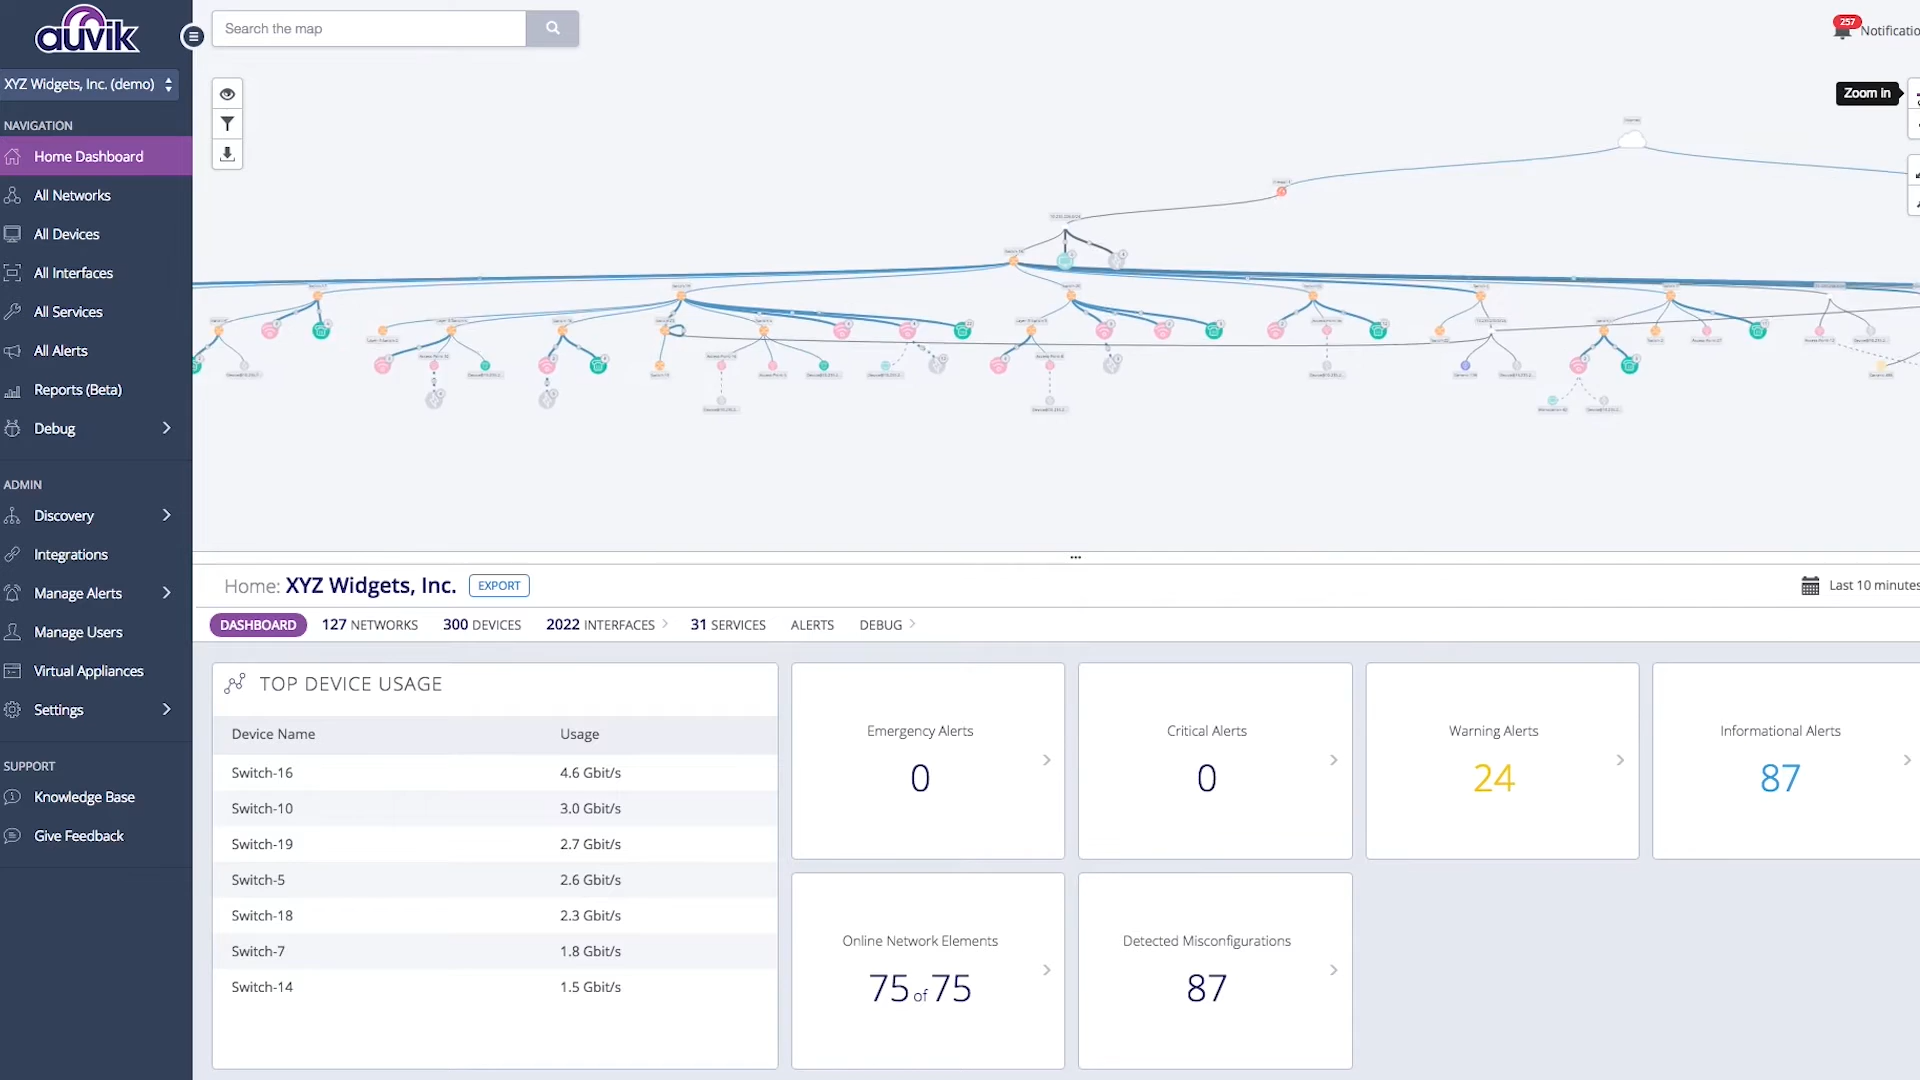 auvik
Search the map
257
Notificatio
XYZ Widgets, Inc. (demo)
Zoom in
NAVIGATION
Home Dashboard
All Networks
All Devices
All Interfaces
All Services
All Alerts
Reports (Beta)
Debug
ADMIN
Discovery
Integrations
Manage Alerts
Manage Users
Virtual Appliances
Settings
SUPPORT
Knowledge Base
Give Feedback
Home: XYZ Widgets, Inc.
EXPORT
Last 10 minutes
DASHBOARD
127 NETWORKS
300 DEVICES
2022 INTERFACES
31 SERVICES
ALERTS
DEBUG
TOP DEVICE USAGE
Device Name Usage
Switch-16 4.6 Gbit/s
Switch-10 3.0 Gbit/s
Switch-19 2.7 Gbit/s
Switch-5 2.6 Gbit/s
Switch-18 2.3 Gbit/s
Switch-7 1.8 Gbit/s
Switch-14 1.5 Gbit/s
Emergency Alerts
0
Critical Alerts
0
Warning Alerts
24
Informational Alerts
87
Online Network Elements
75 of 75
Detected Misconfigurations
87